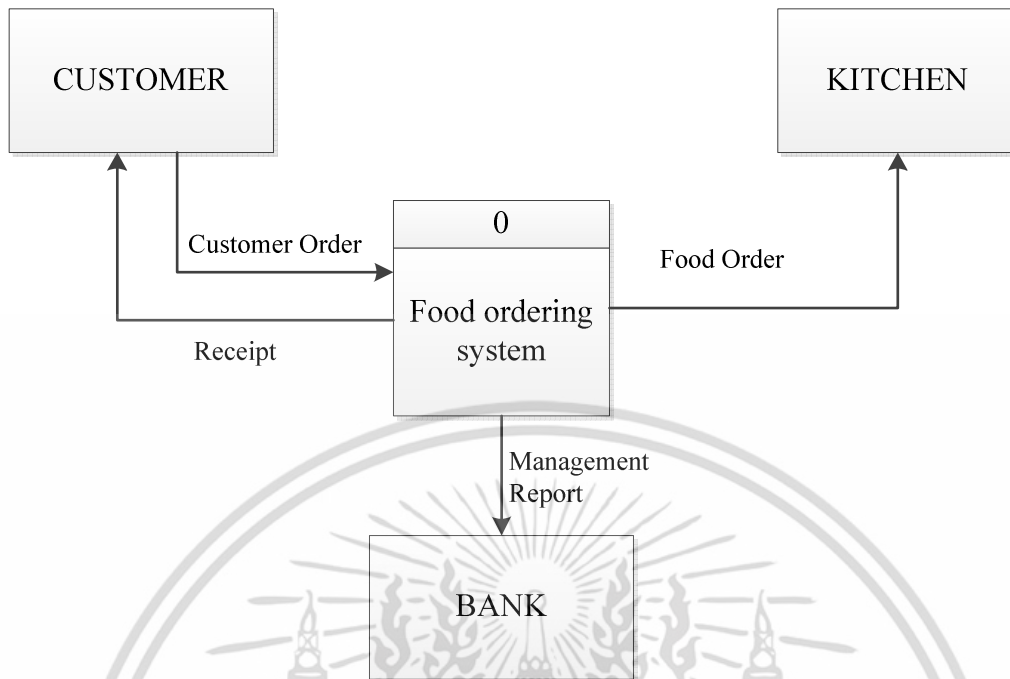 CUSTOMER
KITCHEN
0
Customer Order
Food Order
Food ordering
system
Receipt
Management
Report
BANK